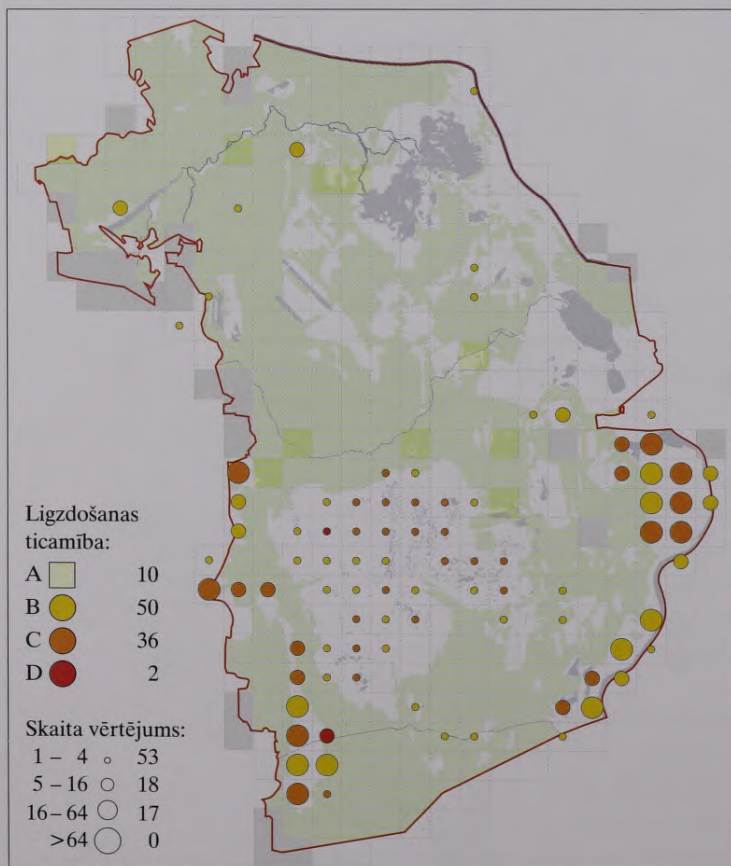 Ligzdošanas
ticamība:
A 10
B 50
C 36
D 2
Skaita vērtējums:
1 – 4 53
5 – 16 18
16 – 64 17
>64 0